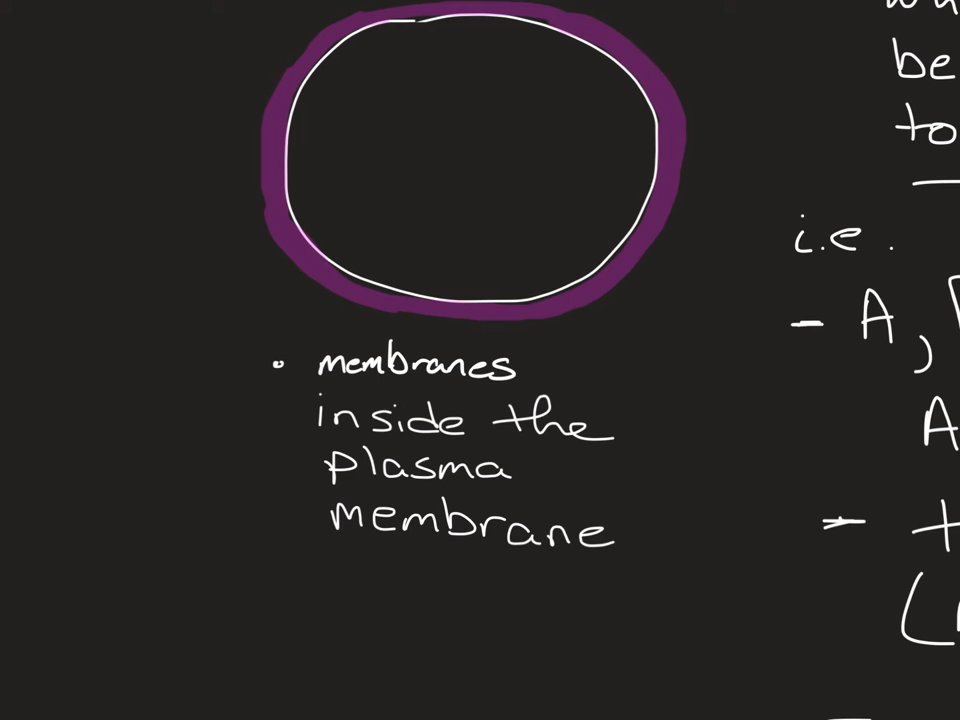 be
to
i.e.
- A,
A
-
• membranes
inside the
plasma
membrane